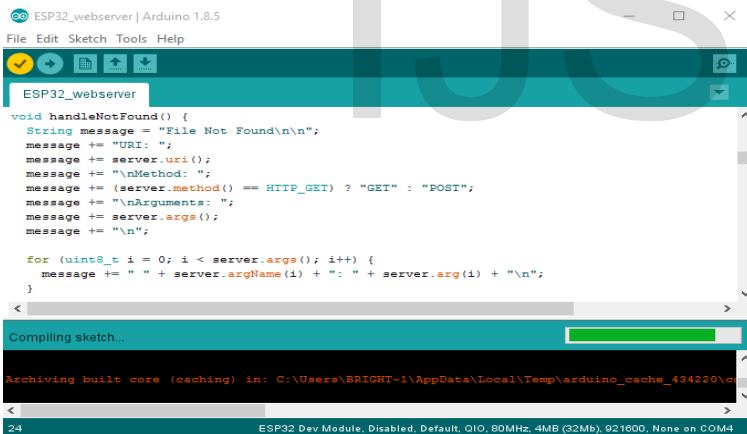 ESP32_webserver | Arduino 1.8.5
File Edit Sketch Tools Help
IJS
ESP32_webserver
void handleNotFound() {
  String message = "File Not Found\n\n";
  message += "URI: ";
  message += server.uri();
  message += "\nMethod: ";
  message += (server.method() == HTTP_GET) ? "GET" : "POST";
  message += "\nArguments: ";
  message += server.args();
  message += "\n";
  for (uint8_t i = 0; i < server.args(); i++) {
    message += " " + server.argName(i) + ": " + server.arg(i) + "\n";
  }
Compiling sketch...
Archiving built core (caching) in: C:\Users\BRIGHT~1\AppData\Local\Temp\arduino_cache_434220\co
24
ESP32 Dev Module, Disabled, Default, QIO, 80MHz, 4MB (32Mb), 921600, None on COM4